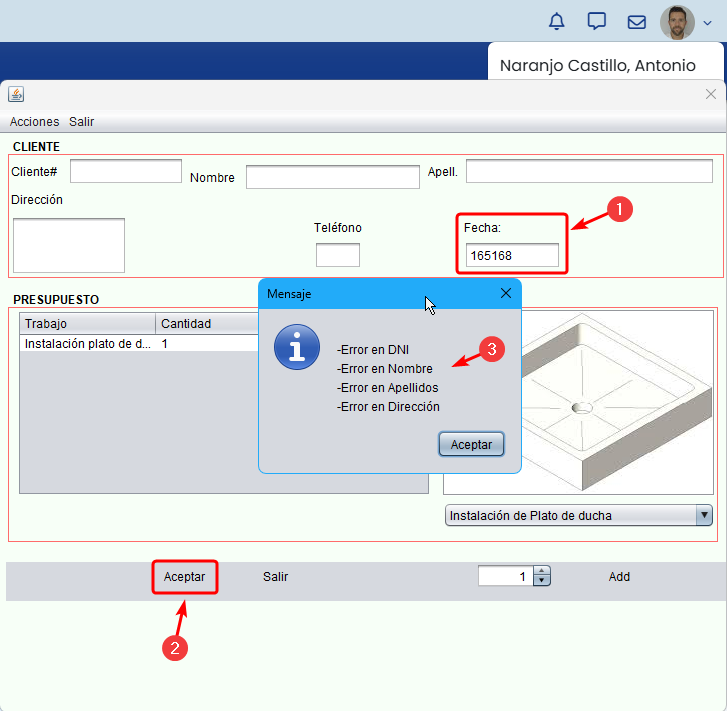 Naranjo Castillo, Antonio
Acciones Salir
CLIENTE
Cliente# Nombre Apell.
Dirección
Teléfono Fecha:
165168
1
PRESUPUESTO
Trabajo Cantidad
Instalación plato de d... 1
Mensaje
-Error en DNI
-Error en Nombre
-Error en Apellidos
-Error en Dirección
3
Aceptar
Instalación de Plato de ducha
Aceptar Salir 1 Add
2